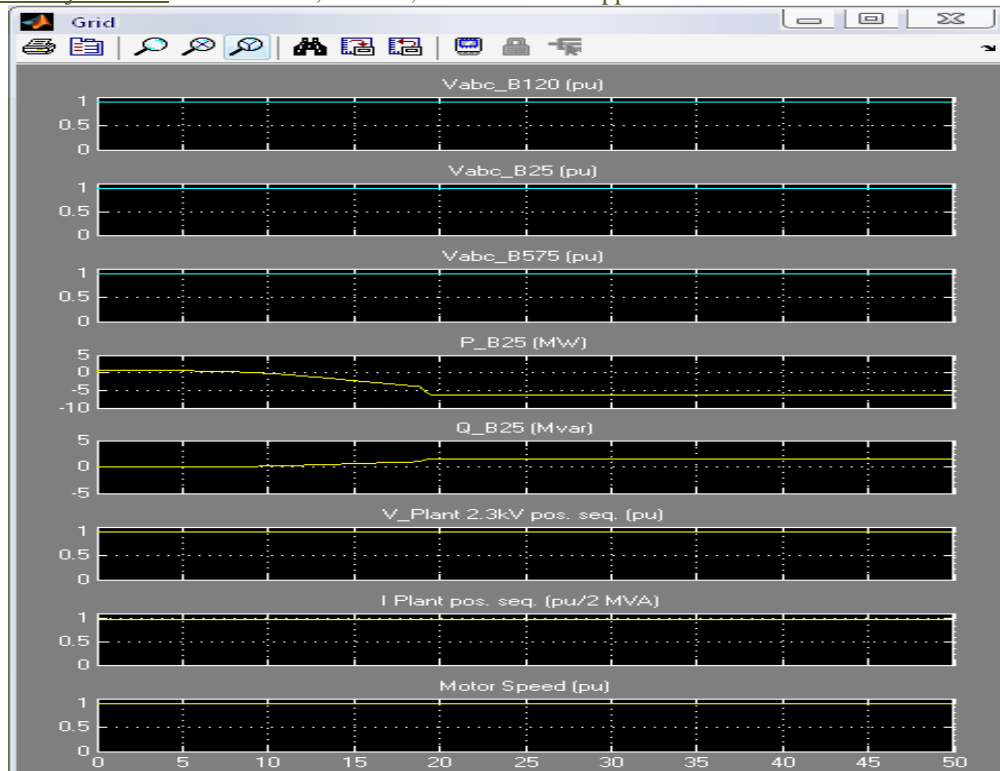 Grid
Vabc_B120 (pu)
1
0.5
0
Vabc_B25 (pu)
1
0.5
0
Vabc_B575 (pu)
1
0.5
0
P_B25 (MW)
5
0
-5
-10
Q_B25 (Mvar)
5
0
-5
V_Plant 2.3kV pos. seq. (pu)
1
0.5
0
I Plant pos. seq. (pu/2 MVA)
1
0.5
0
Motor Speed (pu)
1
0.5
0
0 5 10 15 20 25 30 35 40 45 50